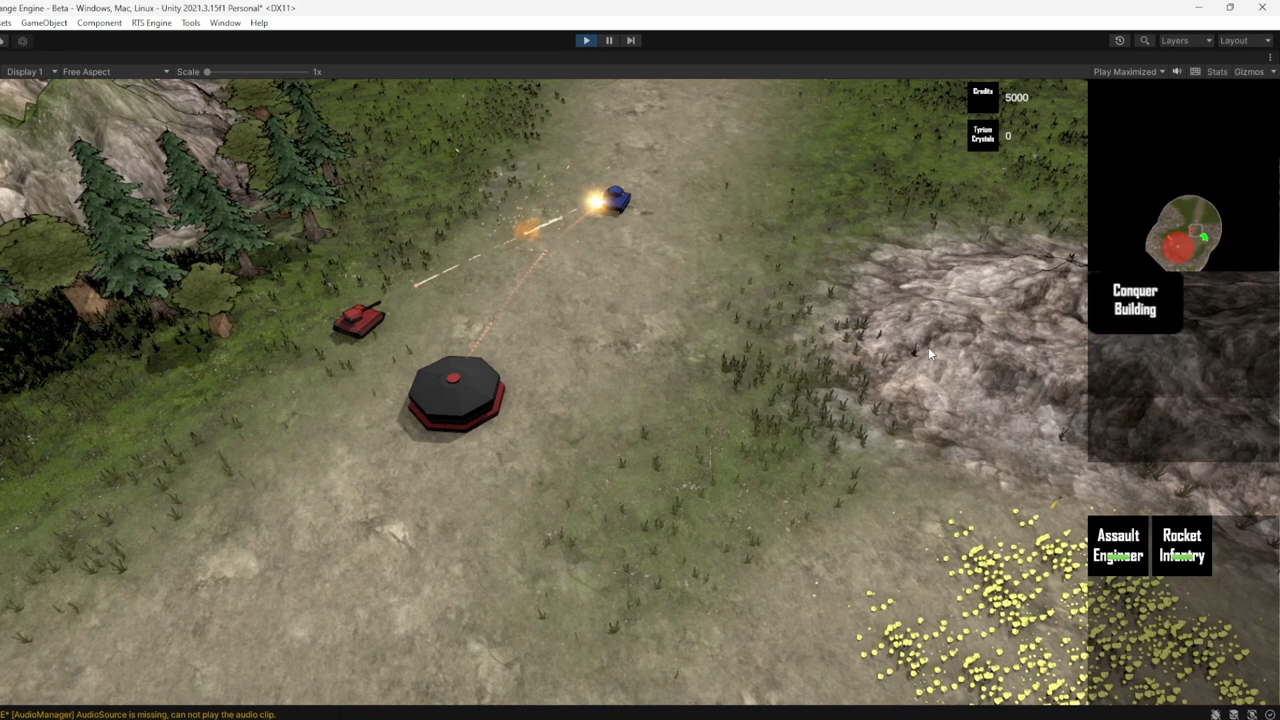 ange Engine - Beta - Windows, Mac, Linux - Unity 2021.3.15f1 Personal* <DX11>
sets GameObject Component RTS Engine Tools Window Help
Layers Layout
Display 1 Free Aspect Scale 1x Play Maximized Stats Gizmos
Credits 5000
Tyrium
Crystals 0
Conquer
Building
Assault
Engineer
Rocket
Infantry
E* [AudioManager] AudioSource is missing, can not play the audio clip.